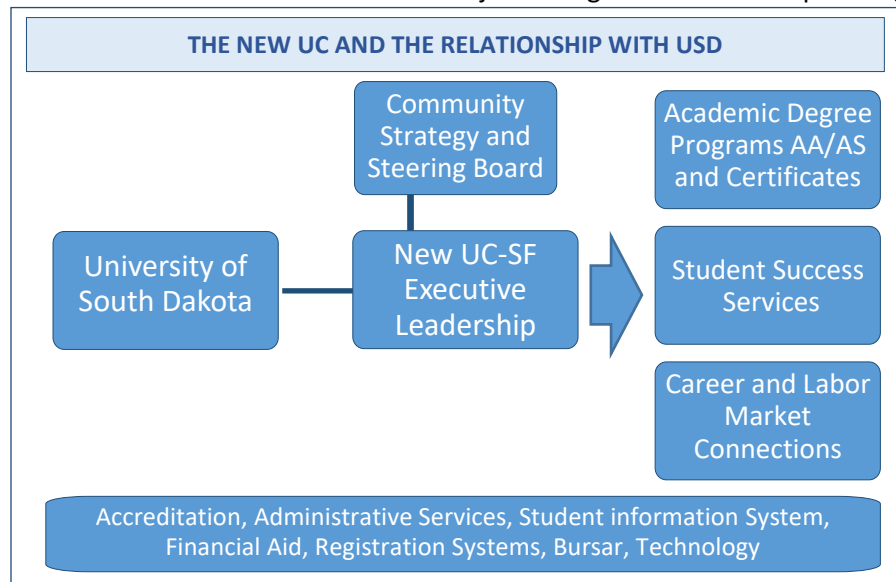 THE NEW UC AND THE RELATIONSHIP WITH USD
Community
Strategy and
Steering Board
Academic Degree
Programs AA/AS
and Certificates
University of
South Dakota
New UC-SF
Executive
Leadership
Student Success
Services
Career and Labor
Market
Connections
Accreditation, Administrative Services, Student information System,
Financial Aid, Registration Systems, Bursar, Technology